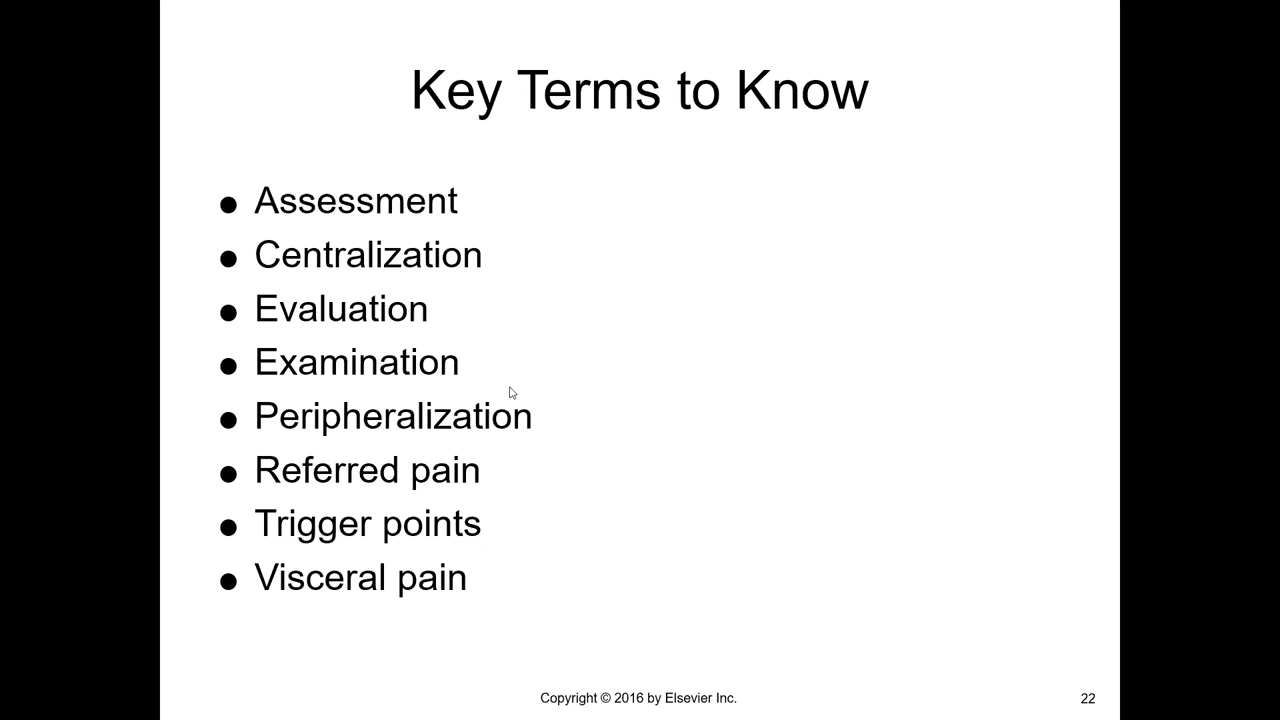 Key Terms to Know
● Assessment
● Centralization
● Evaluation
● Examination
● Peripheralization
● Referred pain
● Trigger points
● Visceral pain
Copyright © 2016 by Elsevier Inc.
22